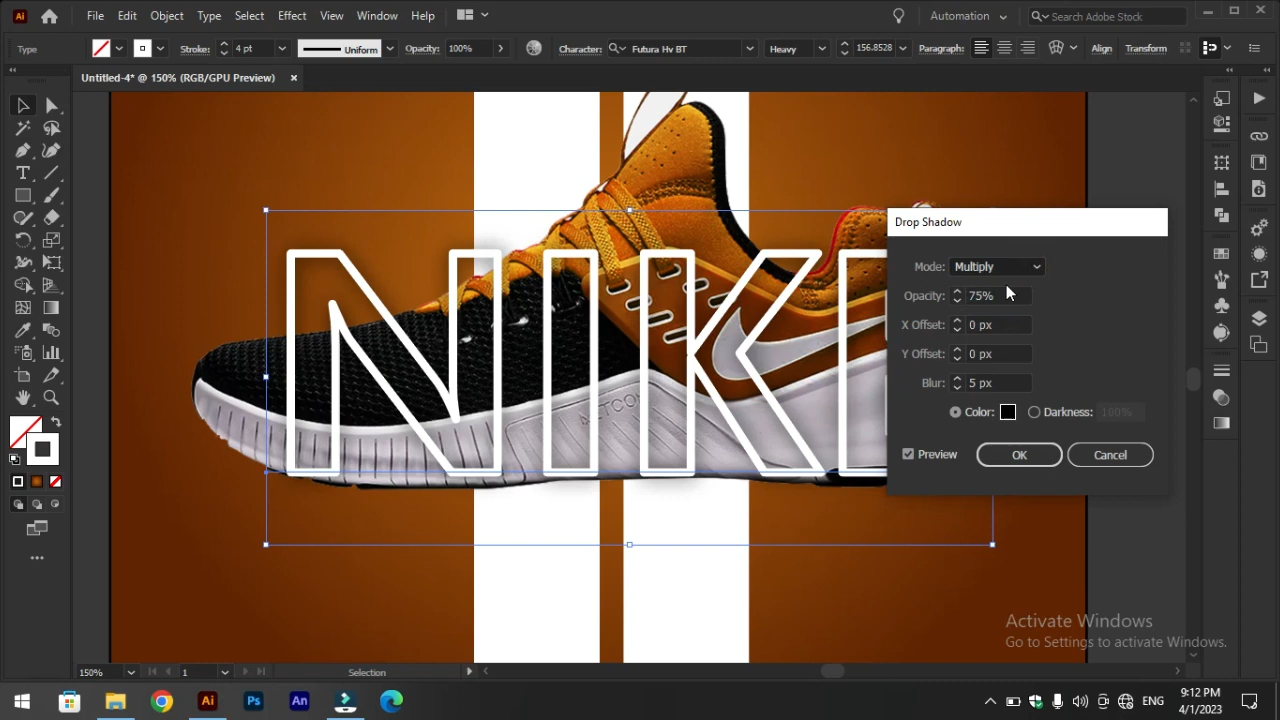 Ai
File Edit Object Type Select Effect View Window Help
Automation
Search Adobe Stock
Type
Stroke: 4 pt Uniform Opacity: 100% Character: Futura Hv BT Heavy 156.8528 Paragraph: Align Transform
Untitled-4* @ 150% (RGB/GPU Preview)
NIK
Drop Shadow
Mode: Multiply
Opacity: 75%
X Offset: 0 px
Y Offset: 0 px
Blur: 5 px
Color: Darkness: 100%
Preview OK Cancel
Activate Windows
Go to Settings to activate Windows.
150% 1 Selection
Ai Ps An
ENG
9:12 PM
4/1/2023